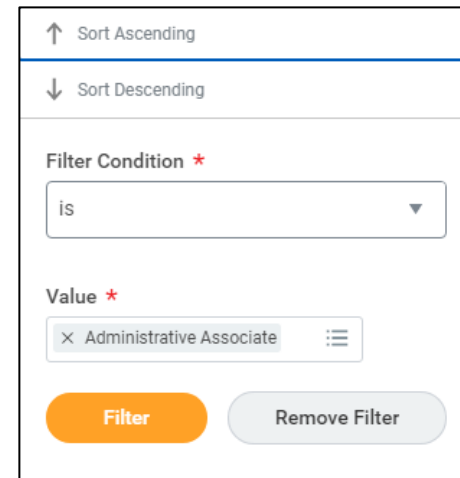 Sort Ascending
Sort Descending
Filter Condition *
is
Value *
× Administrative Associate
Filter
Remove Filter